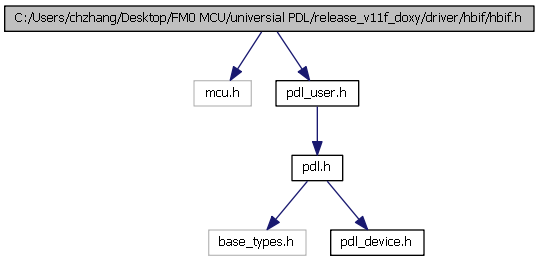 C:/Users/chzhang/Desktop/FM0 MCU/universial PDL/release_v11f_doxy/driver/hbif/hbif.h
mcu.h
pdl_user.h
pdl.h
base_types.h
pdl_device.h